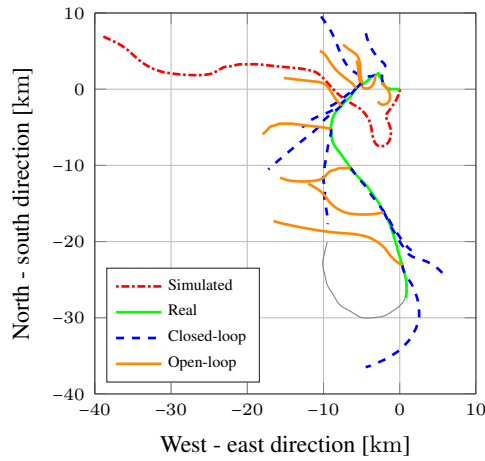 10
0
−10
−20
−30
−40
North - south direction [km]
Simulated
Real
Closed-loop
Open-loop
−40 −30 −20 −10 0 10
West - east direction [km]